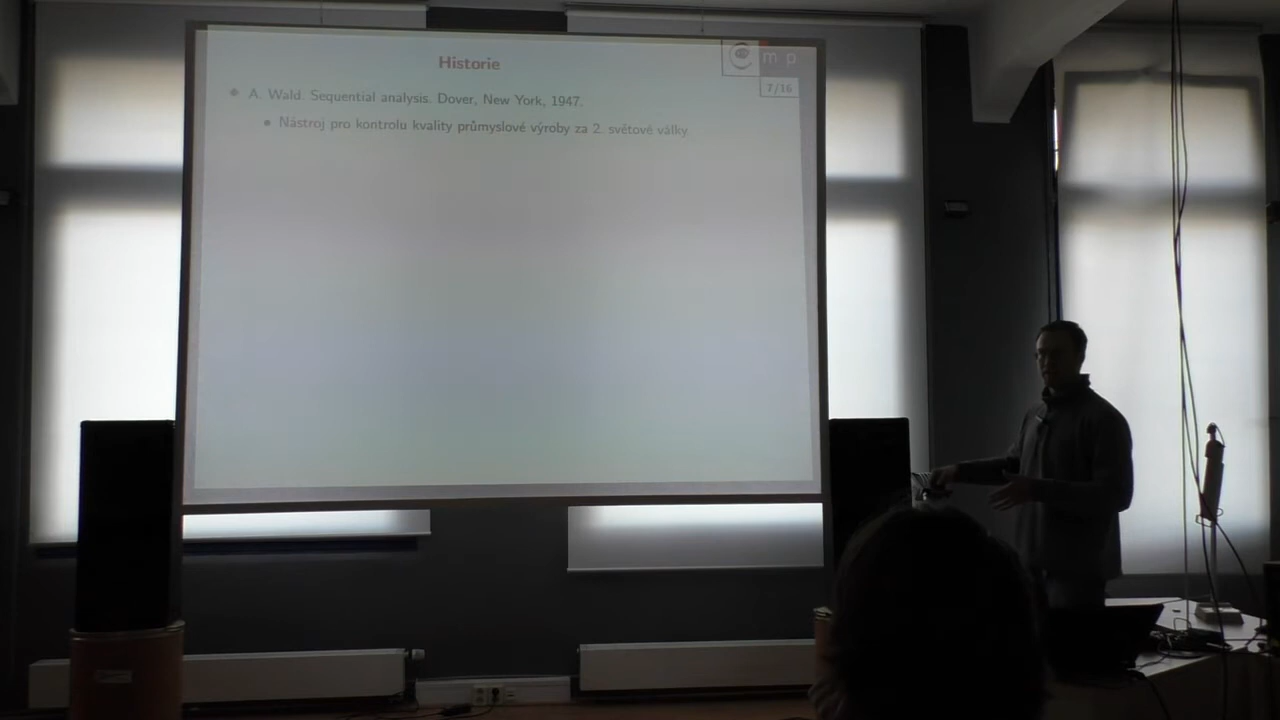 Historie
m p
7/16
A. Wald. Sequential analysis. Dover, New York, 1947.
Nástroj pro kontrolu kvality průmyslové výroby za 2. světové války